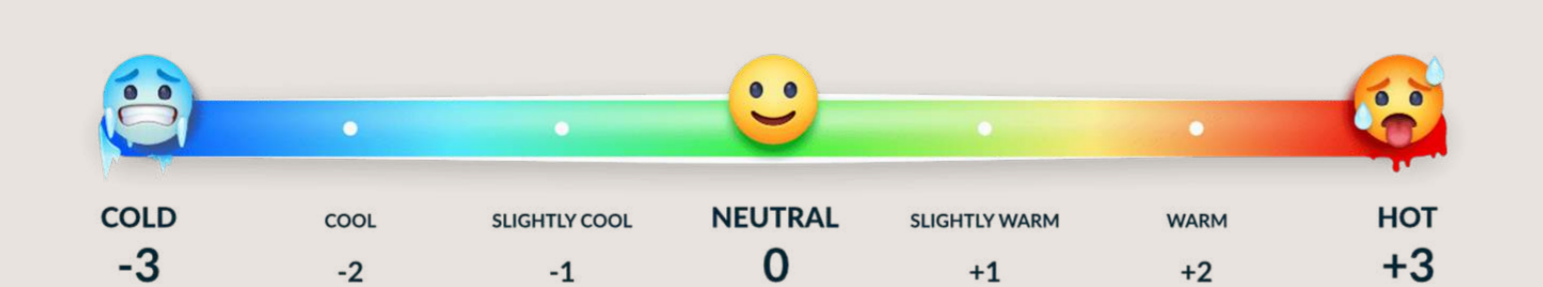 COLD COOL SLIGHTLY COOL NEUTRAL SLIGHTLY WARM WARM HOT
-3 -2 -1 0 +1 +2 +3